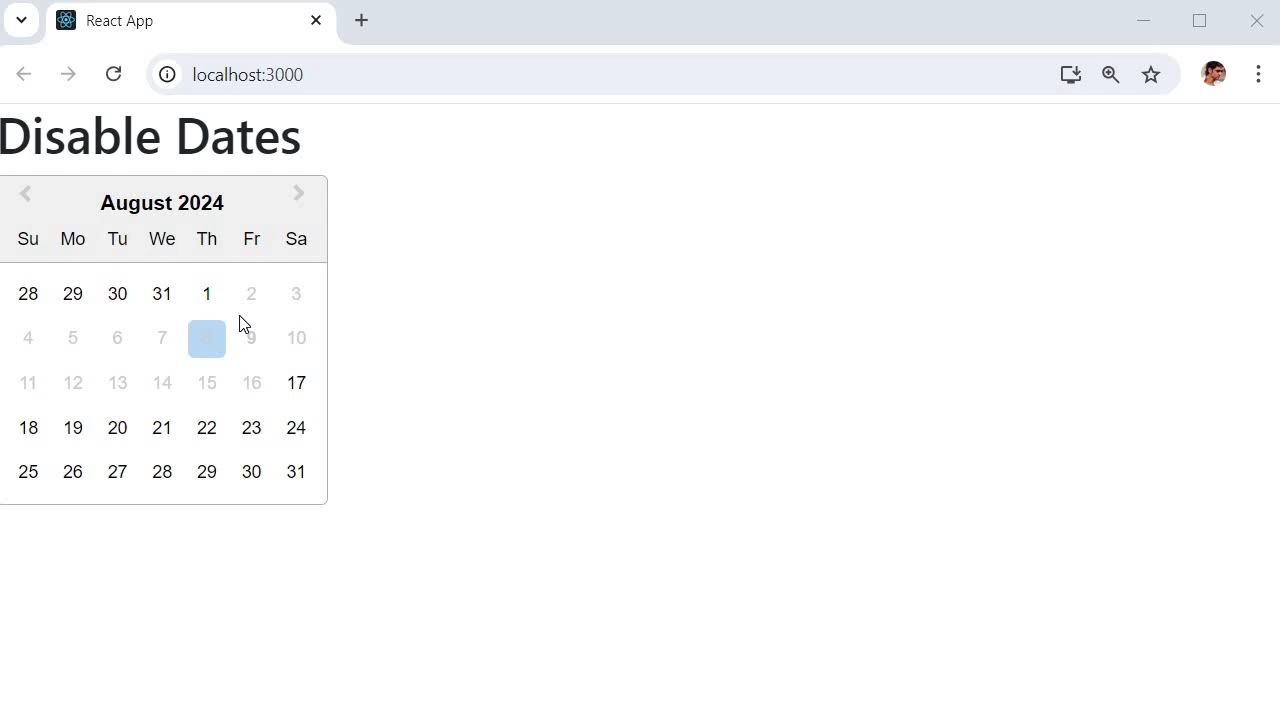 React App
localhost:3000
Disable Dates
August 2024
Su Mo Tu We Th Fr Sa
28 29 30 31 1 2 3
4 5 6 7 8 9 10
11 12 13 14 15 16 17
18 19 20 21 22 23 24
25 26 27 28 29 30 31